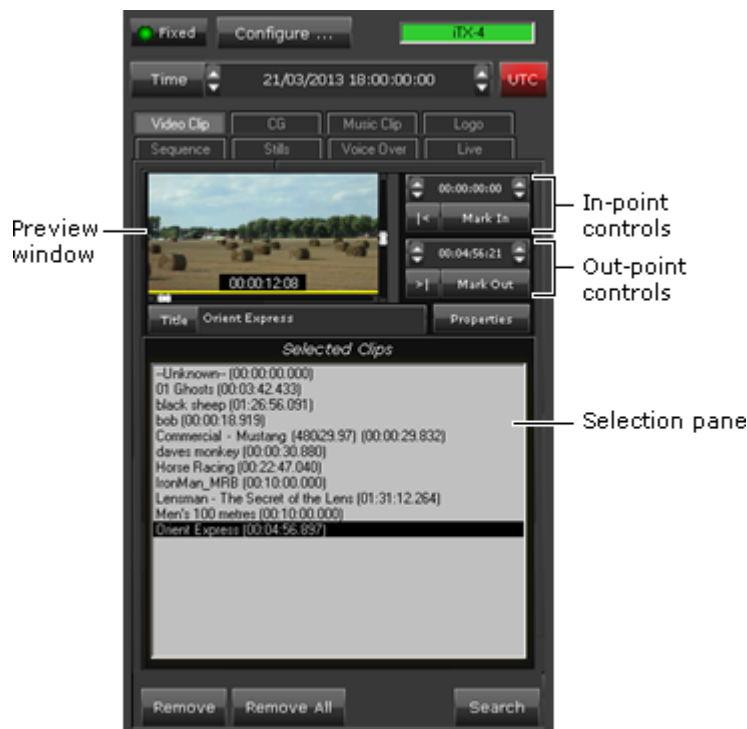 Fixed Configure ... iTX-4
Time 21/03/2013 18:00:00:00 UTC
Video Clip CG Music Clip Logo
Sequence Stills Voice Over Live
Preview window
00:00:12:08
00:00:00:00
|< Mark In
In-point controls
00:04:56:21
>| Mark Out
Out-point controls
Title Orient Express Properties
Selected Clips
--Unknown-- (00:00:00.000)
01 Ghosts (00:03:42.433)
black sheep (01:26:56.091)
bob (00:00:18.919)
Commercial - Mustang (480i29.97) (00:00:29.832)
daves monkey (00:00:30.880)
Horse Racing (00:22:47.040)
IronMan_MRB (00:10:00.000)
Lensman - The Secret of the Lens (01:31:12.264)
Men's 100 metres (00:10:00.000)
Orient Express (00:04:56.897)
Selection pane
Remove Remove All Search